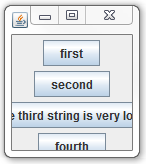 first
second
e third string is very lo
fourth